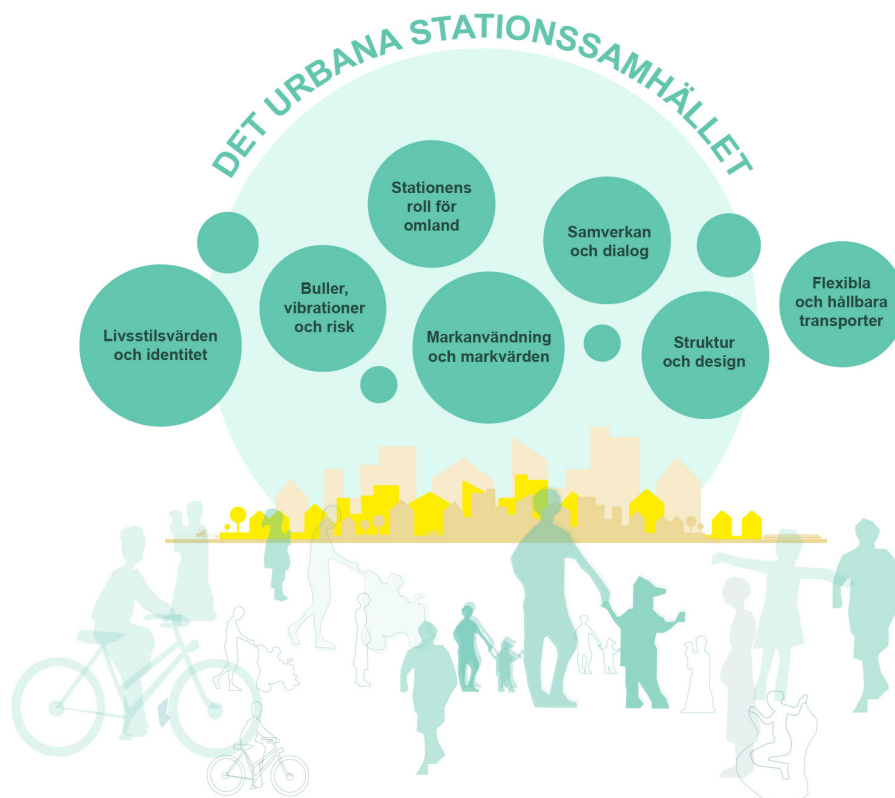 DET URBANA STATIONSSAMHÄLLET
Stationens
roll för
omland
Samverkan
och dialog
Flexibla
och hållbara
transporter
Buller,
vibrationer
och risk
Livsstilsvärden
och identitet
Markanvändning
och markvärden
Struktur
och design